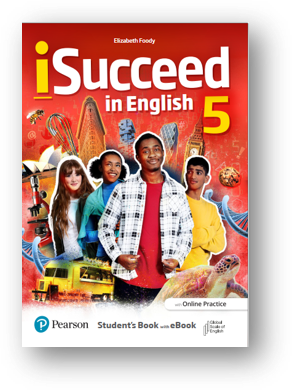 Elizabeth Foody
iSucceed
in English 5
with Online Practice
Pearson
Student's Book with eBook
Global
Scale of
English